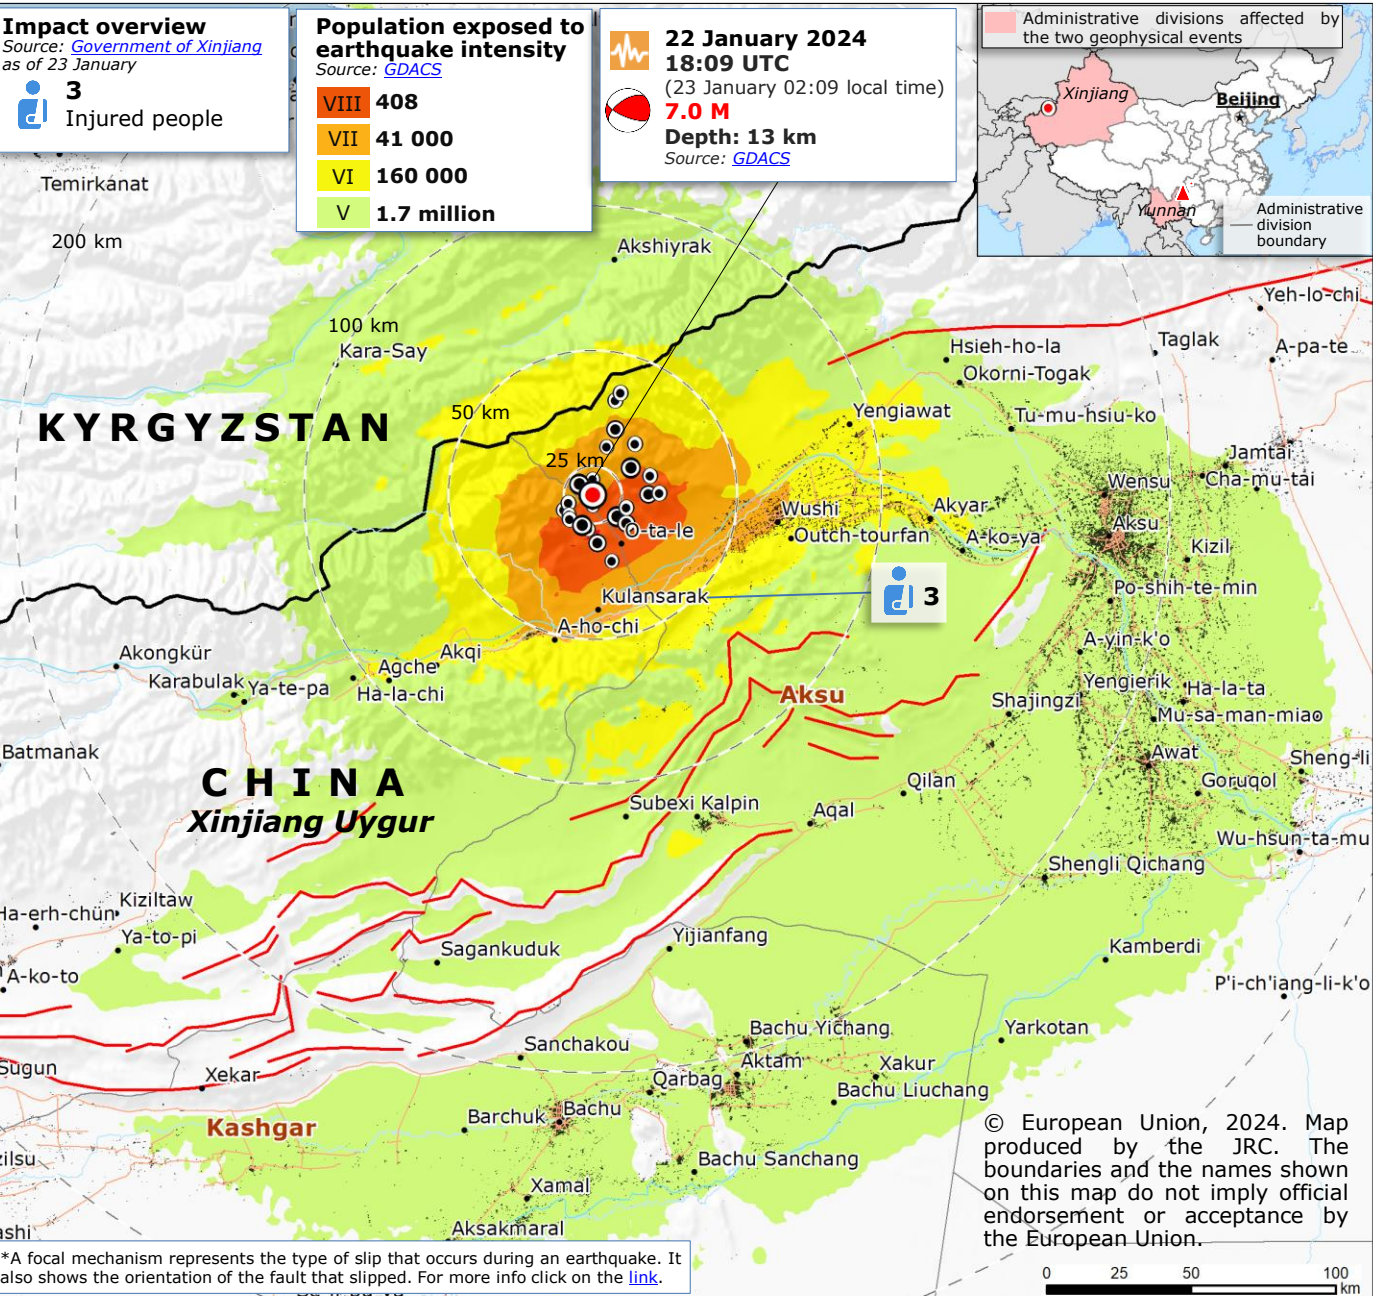 Impact overview
Source: Government of Xinjiang
as of 23 January
3
Injured people
Population exposed to
earthquake intensity
Source: GDACS
VIII 408
VII 41 000
VI 160 000
V 1.7 million
22 January 2024
18:09 UTC
(23 January 02:09 local time)
7.0 M
Depth: 13 km
Source: GDACS
Administrative divisions affected by
the two geophysical events
Xinjiang
Beijing
Yunnan
Administrative
division
boundary
Temirkanat
200 km
Akshiyrak
100 km
Kara-Say
Yeh-lo-chi
Taglak
A-pa-te
Hsieh-ho-la
Okorni-Togak
KYRGYZSTAN
50 km
Yengiawat
Tu-mu-hsiu-ko
25 km
Jamtai
Cha-mu-tai
Wensu
Wushi
Akyar
Aksu
O-ta-le
Outch-tourfan
A-ko-ya
Kizil
Kulansarak
3
Po-shih-te-min
A-ho-chi
A-yin-k'o
Akongkür
Akqi
Agche
Karabulak
Ya-te-pa
Ha-la-chi
Aksu
Yengierik
Ha-la-ta
Shajingzi
Mu-sa-man-miao
Batmanak
Awat
Sheng-li
CHINA
Xinjiang Uygur
Qilan
Goruqol
Subexi Kalpin
Aqal
Wu-hsun-ta-mu
Shengli Qichang
Kiziltaw
Ha-erh-chün
Ya-to-pi
Sagankuduk
Yijianfang
Kamberdi
A-ko-to
P'i-ch'iang-li-k'o
Bachu Yichang
Yarkotan
Sanchakou
Aktam
Xakur
Sugun
Xekar
Qarbag
Bachu Liuchang
Kashgar
Barchuk
Bachu
Bachu Sanchang
Xamal
Aksakmaral
© European Union, 2024. Map
produced by the JRC. The
boundaries and the names shown
on this map do not imply official
endorsement or acceptance by
the European Union.
*A focal mechanism represents the type of slip that occurs during an earthquake. It
also shows the orientation of the fault that slipped. For more info click on the link.
0 25 50 100
km